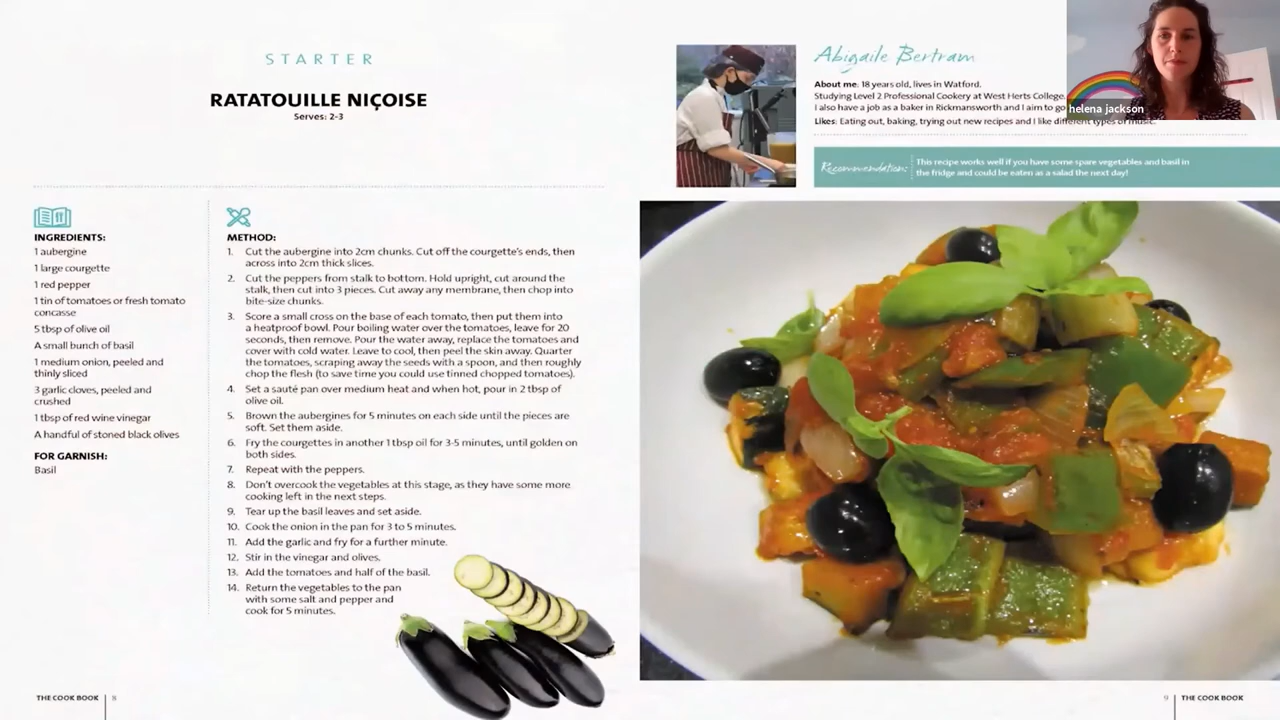 STARTER
RATATOUILLE NIÇOISE
Serves: 2-3
INGREDIENTS:
1 aubergine
1 large courgette
1 red pepper
1 tin of tomatoes or fresh tomato
concasse
5 tbsp of olive oil
A small bunch of basil
1 medium onion, peeled and
thinly sliced
3 garlic cloves, peeled and
crushed
1 tbsp of red wine vinegar
A handful of stoned black olives
FOR GARNISH:
Basil
METHOD:
1. Cut the aubergine into 2cm chunks. Cut off the courgette's ends, then
across into 2cm thick slices.
2. Cut the peppers from stalk to bottom. Hold upright, cut around the
stalk, then cut into 3 pieces. Cut away any membrane, then chop into
bite-size chunks.
3. Score a small cross on the base of each tomato, then put them into
a heatproof bowl. Pour boiling water over the tomatoes, leave for 20
seconds, then remove. Pour the water away, replace the tomatoes and
cover with cold water. Leave to cool, then peel the skin away. Quarter
the tomatoes, scraping away the seeds with a spoon, and then roughly
chop the flesh (to save time you could use tinned chopped tomatoes).
4. Set a sauté pan over medium heat and when hot, pour in 2 tbsp of
olive oil.
5. Brown the aubergines for 5 minutes on each side until the pieces are
soft. Set them aside.
6. Fry the courgettes in another 1 tbsp oil for 3-5 minutes, until golden on
both sides.
7. Repeat with the peppers.
8. Don't overcook the vegetables at this stage, as they have some more
cooking left in the next steps.
9. Tear up the basil leaves and set aside.
10. Cook the onion in the pan for 3 to 5 minutes.
11. Add the garlic and fry for a further minute.
12. Stir in the vinegar and olives.
13. Add the tomatoes and half of the basil.
14. Return the vegetables to the pan
with some salt and pepper and
cook for 5 minutes.
THE COOK BOOK 8
Abigaile Bertram
About me: 18 years old, lives in Watford.
Studying Level 2 Professional Cookery at West Herts College.
I also have a job as a baker in Rickmansworth and I aim to go
Likes: Eating out, baking, trying out new recipes and I like different types of music.
helena jackson
Recommendation:
This recipe works well if you have some spare vegetables and basil in
the fridge and could be eaten as a salad the next day!
9 THE COOK BOOK